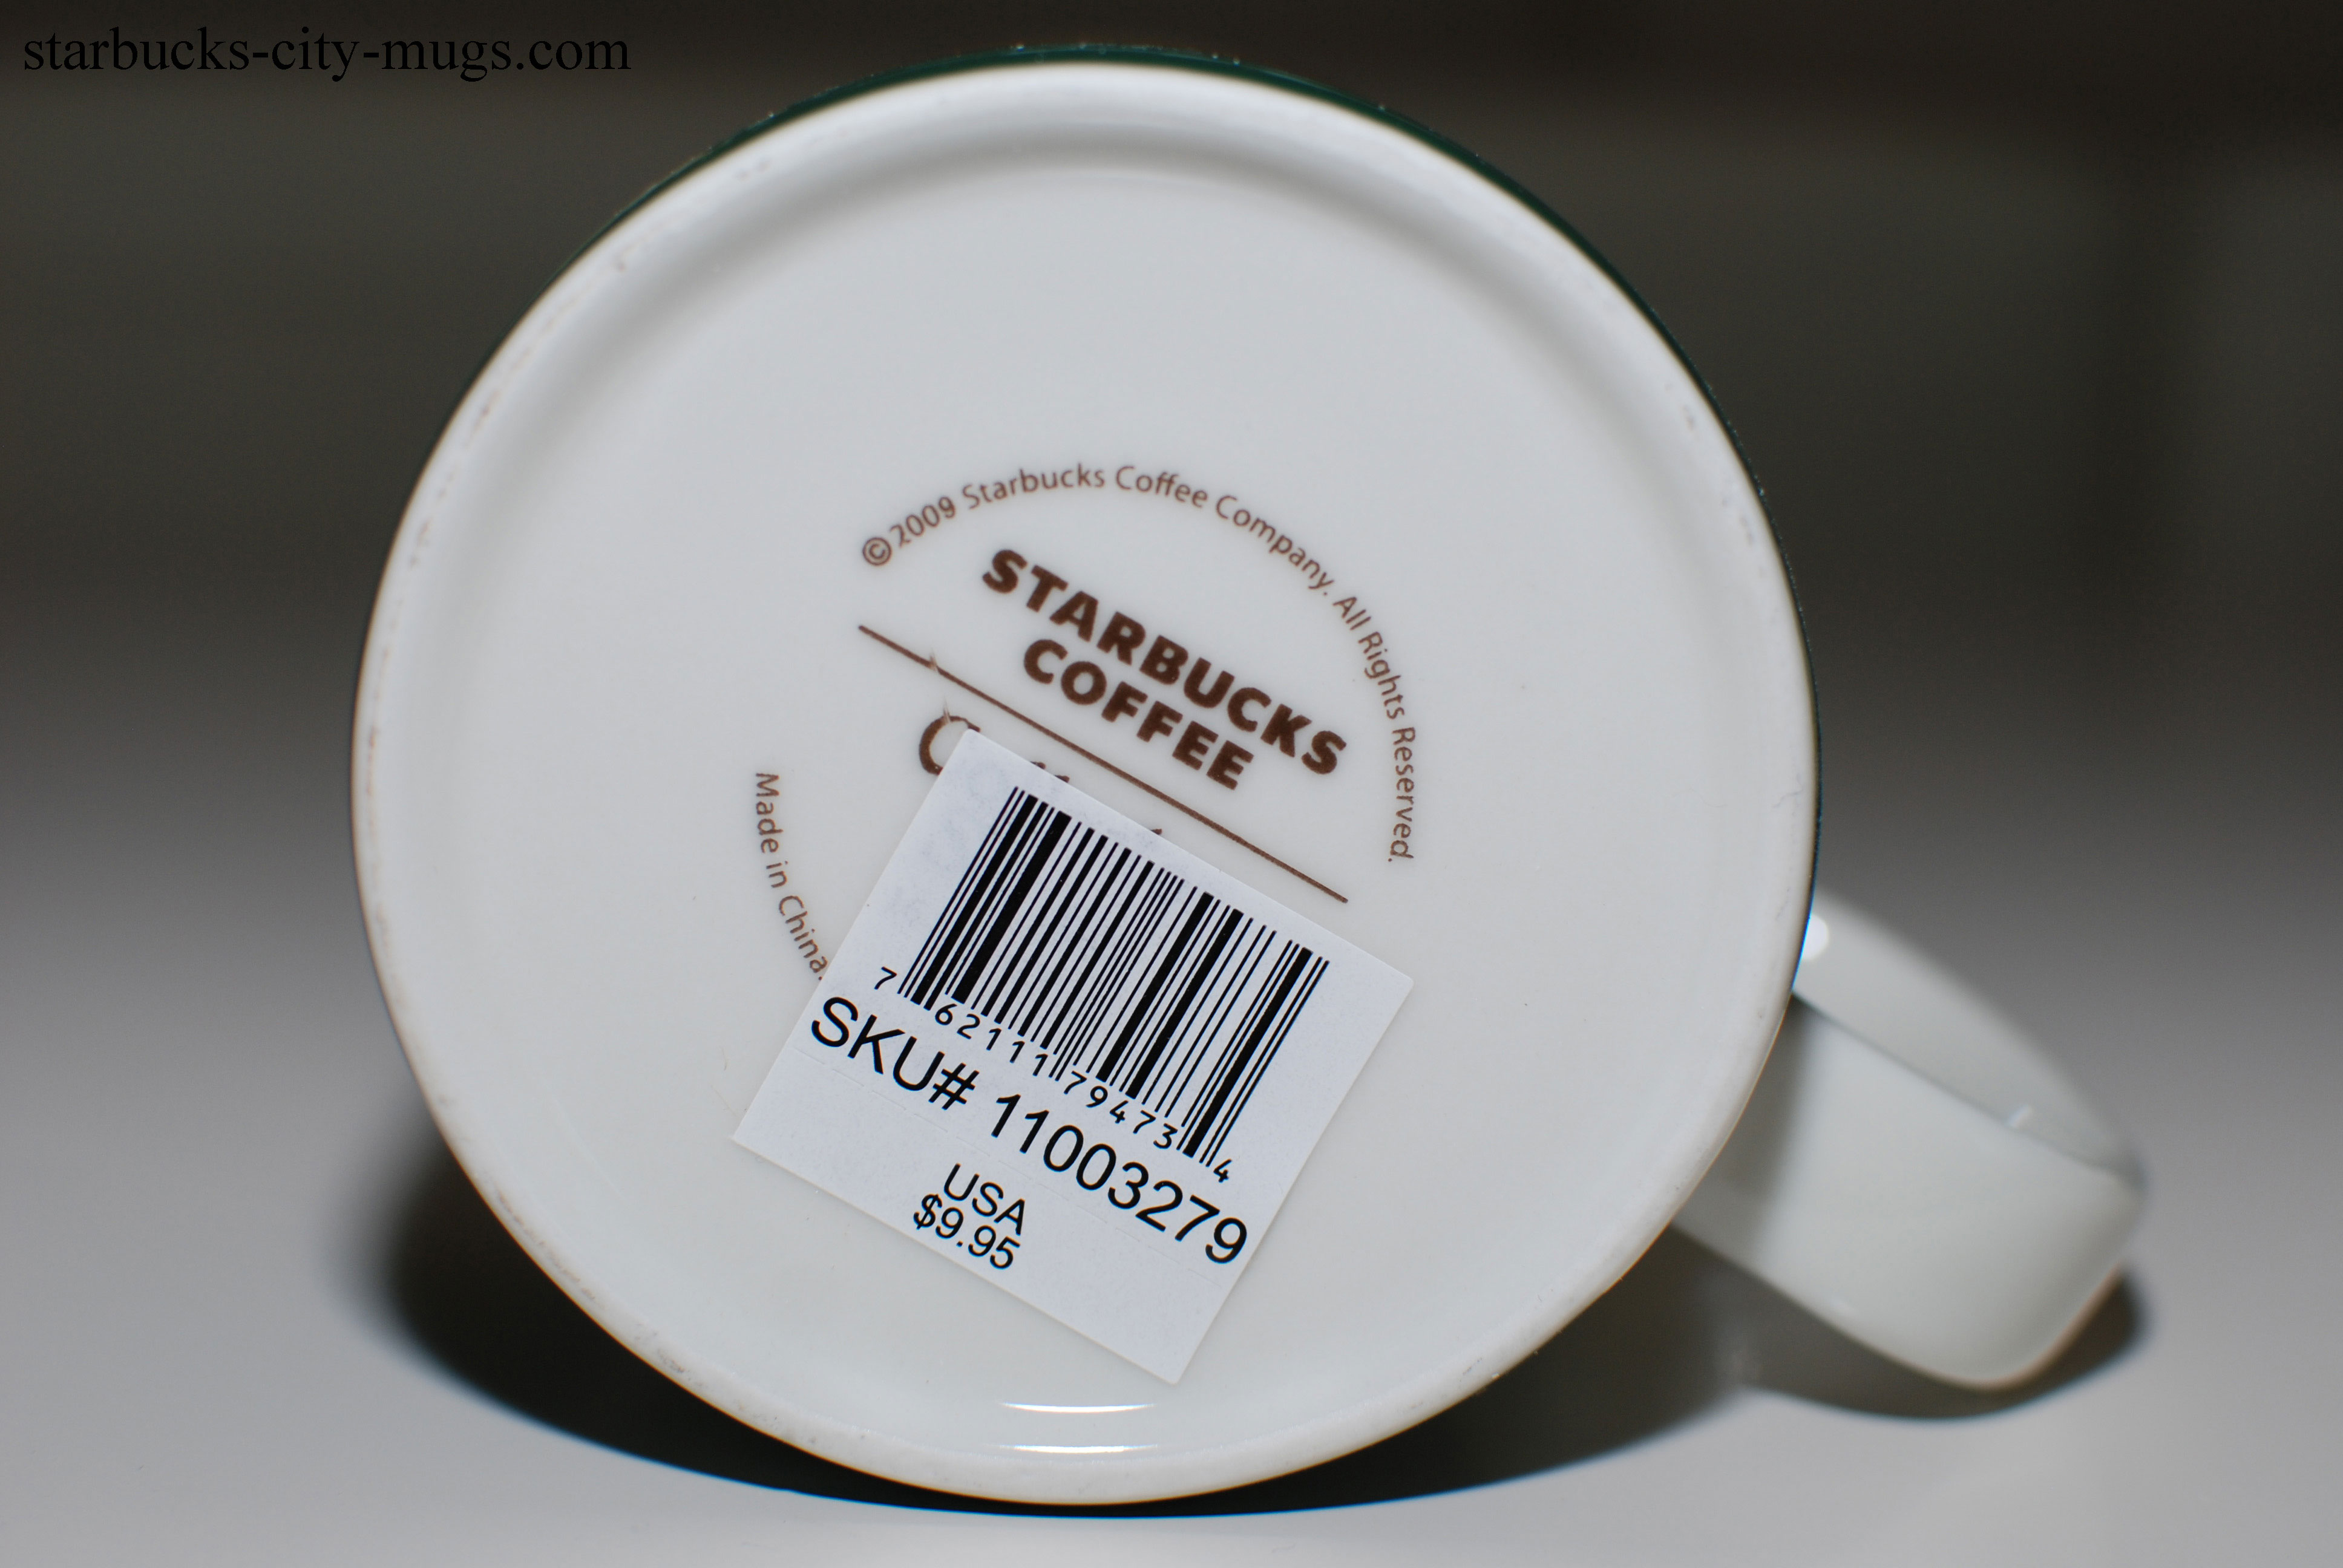 starbucks-city-mugs.com
© 2009 Starbucks Coffee Company. All Rights Reserved.
STARBUCKS
COFFEE
Made in China.
7 62111 79473 4
SKU# 11003279
USA
$9.95